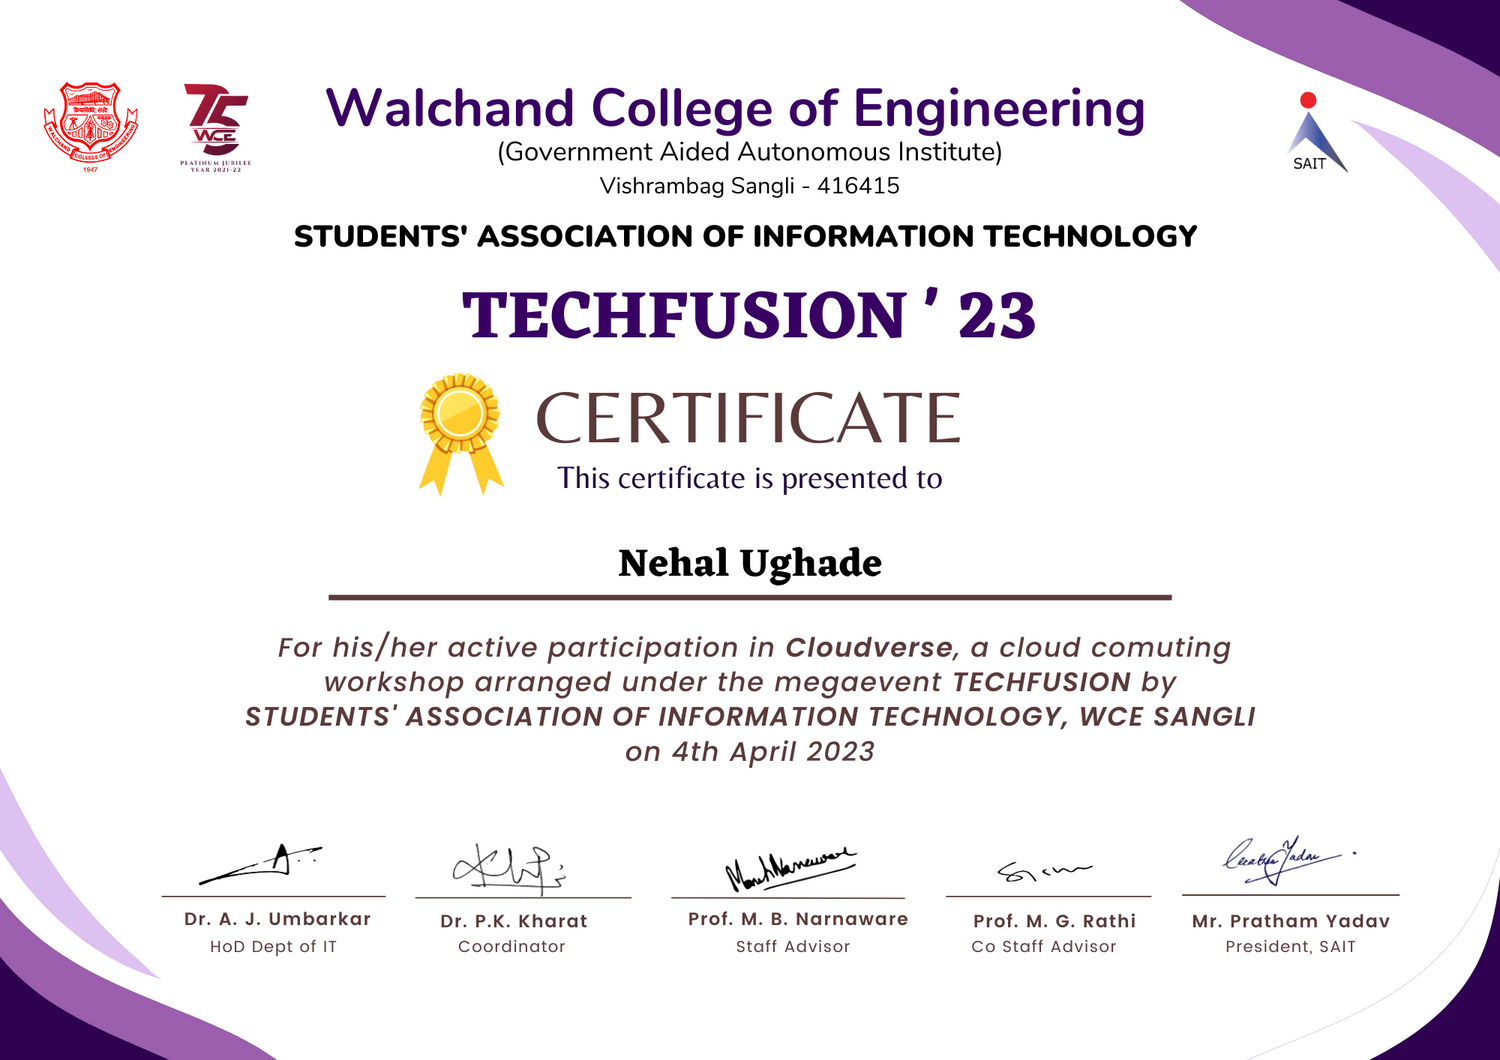 Walchand College of Engineering
(Government Aided Autonomous Institute)
Vishrambag Sangli - 416415
WALCHAND COLLEGE OF ENGINEERING
1947
75
WCE
PLATINUM JUBILEE
YEAR 2021-22
SAIT
STUDENTS' ASSOCIATION OF INFORMATION TECHNOLOGY
TECHFUSION ' 23
CERTIFICATE
This certificate is presented to
Nehal Ughade
For his/her active participation in Cloudverse, a cloud comuting
workshop arranged under the megaevent TECHFUSION by
STUDENTS' ASSOCIATION OF INFORMATION TECHNOLOGY, WCE SANGLI
on 4th April 2023
Dr. A. J. Umbarkar
HoD Dept of IT
Dr. P.K. Kharat
Coordinator
Prof. M. B. Narnaware
Staff Advisor
Prof. M. G. Rathi
Co Staff Advisor
Mr. Pratham Yadav
President, SAIT